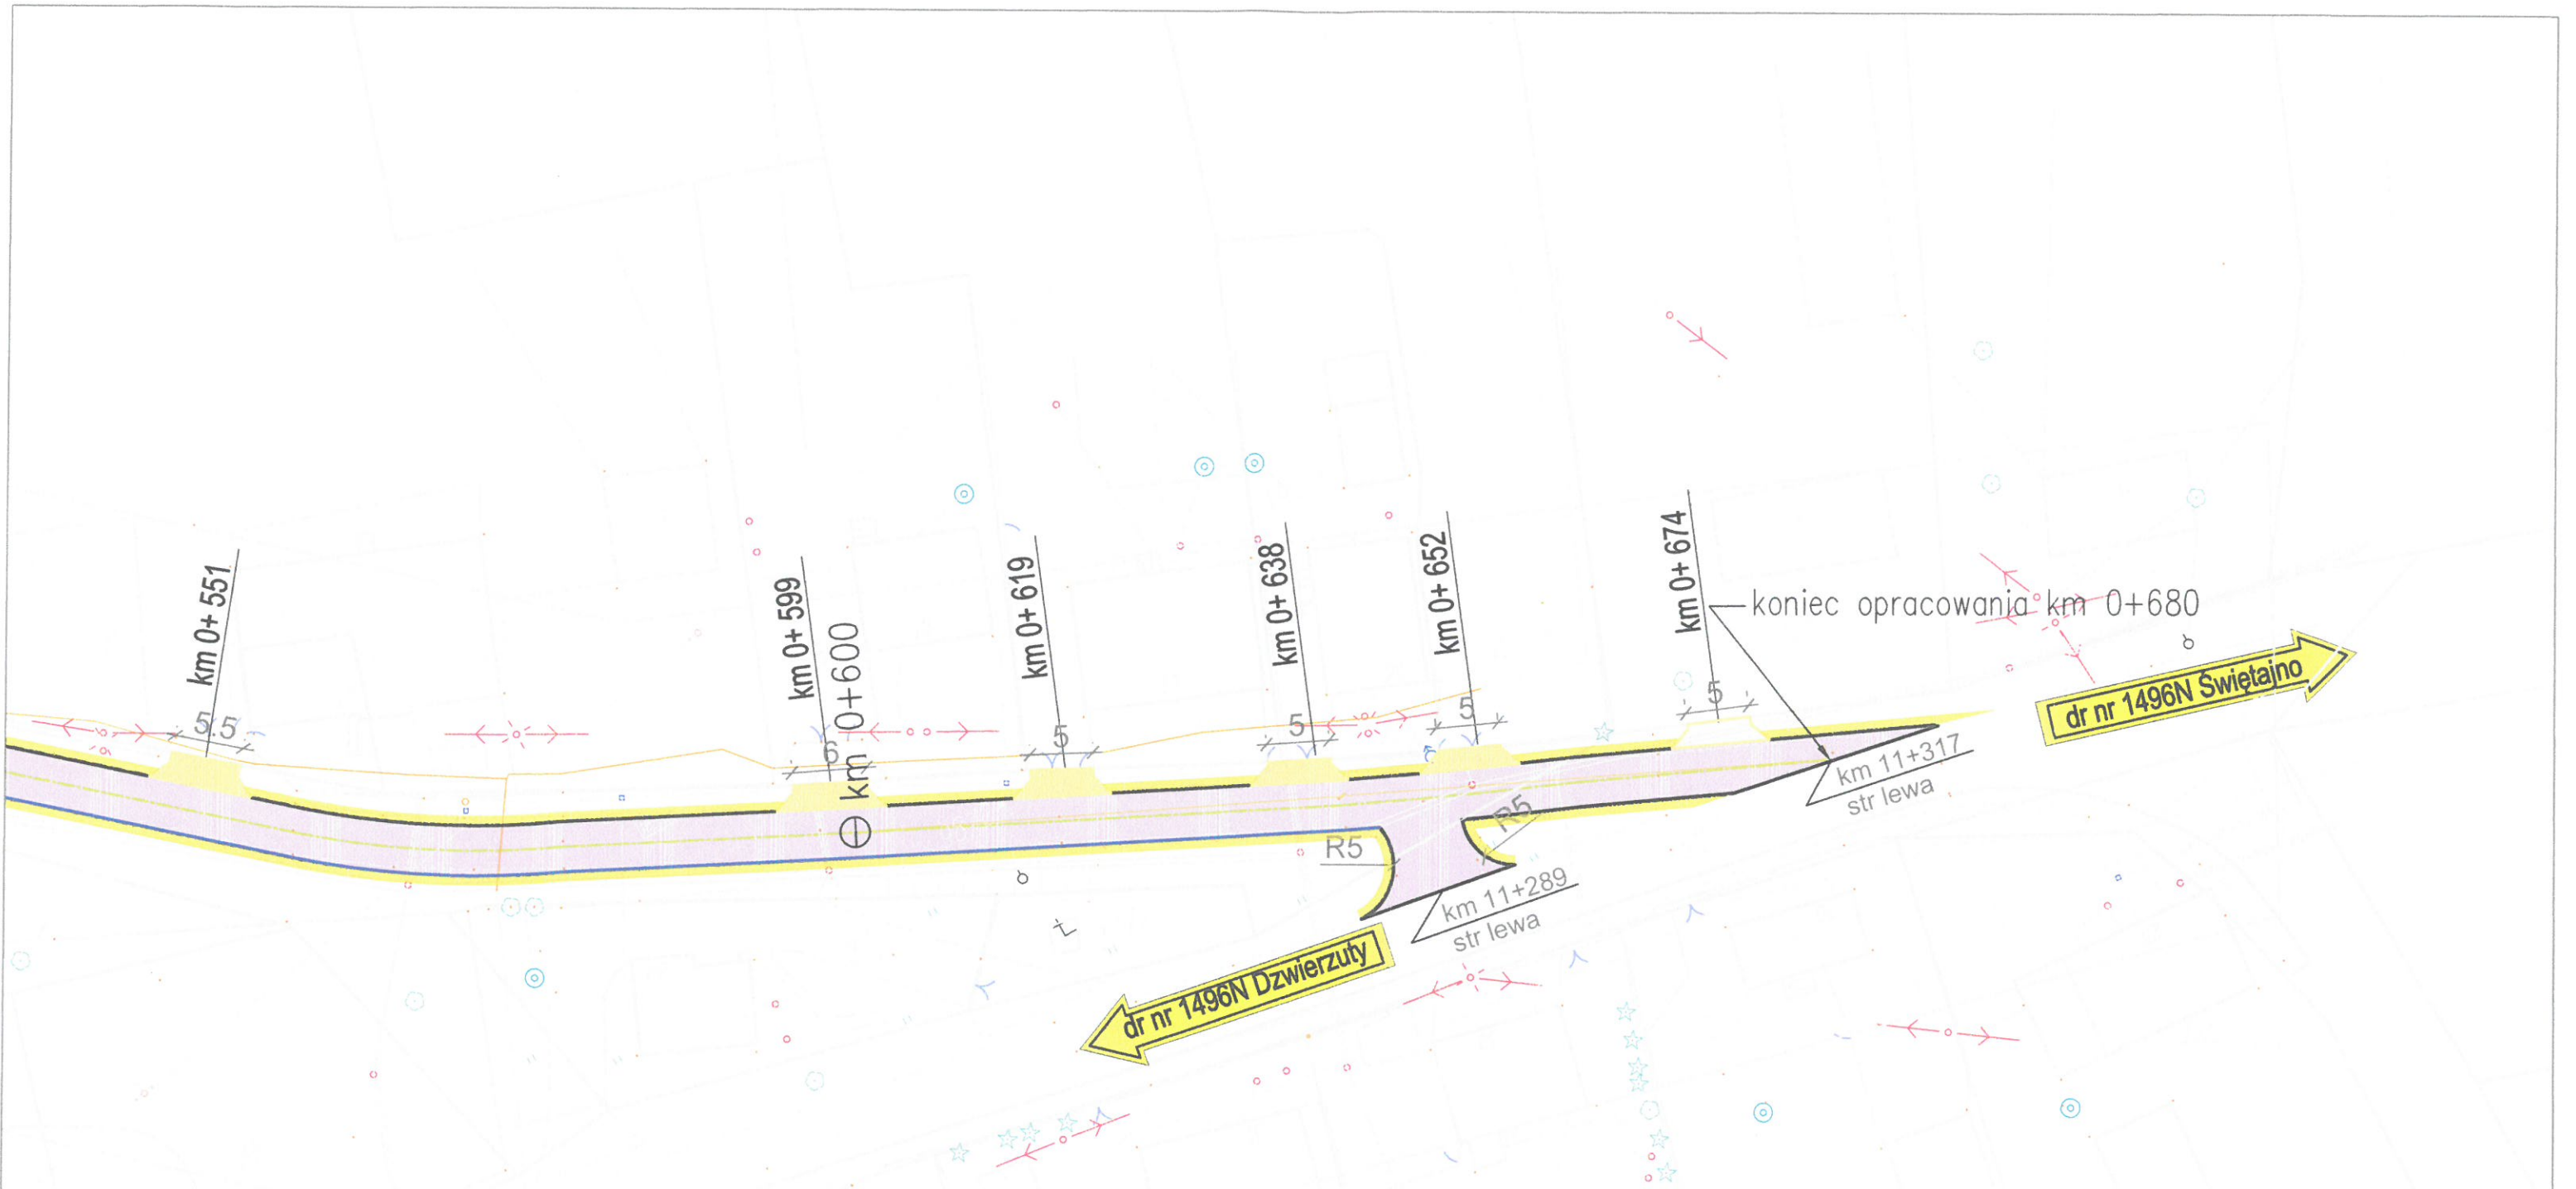 km 0+ 551
5.5
km 0+ 599
6
km 0+600
km 0+ 619
5
km 0+ 638
5
km 0+ 652
5
km 0+ 674
5
koniec opracowania km 0+680
dr nr 1496N Świętajno
km 11+317
str lewa
R5
R5
km 11+289
str lewa
dr nr 1496N Dzwierzuty
Ł